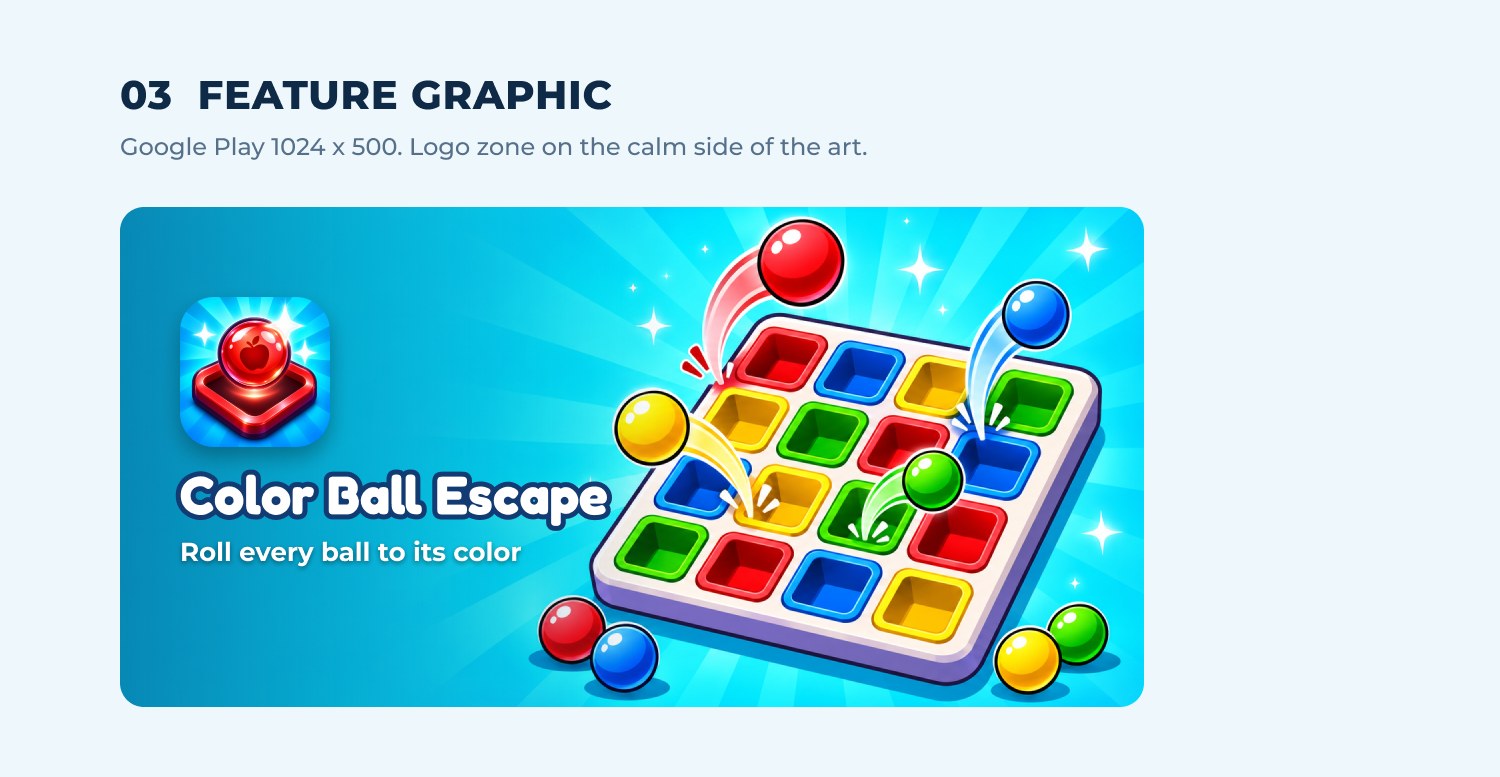 03 FEATURE GRAPHIC
Google Play 1024 x 500. Logo zone on the calm side of the art.
Color Ball Escape
Roll every ball to its color